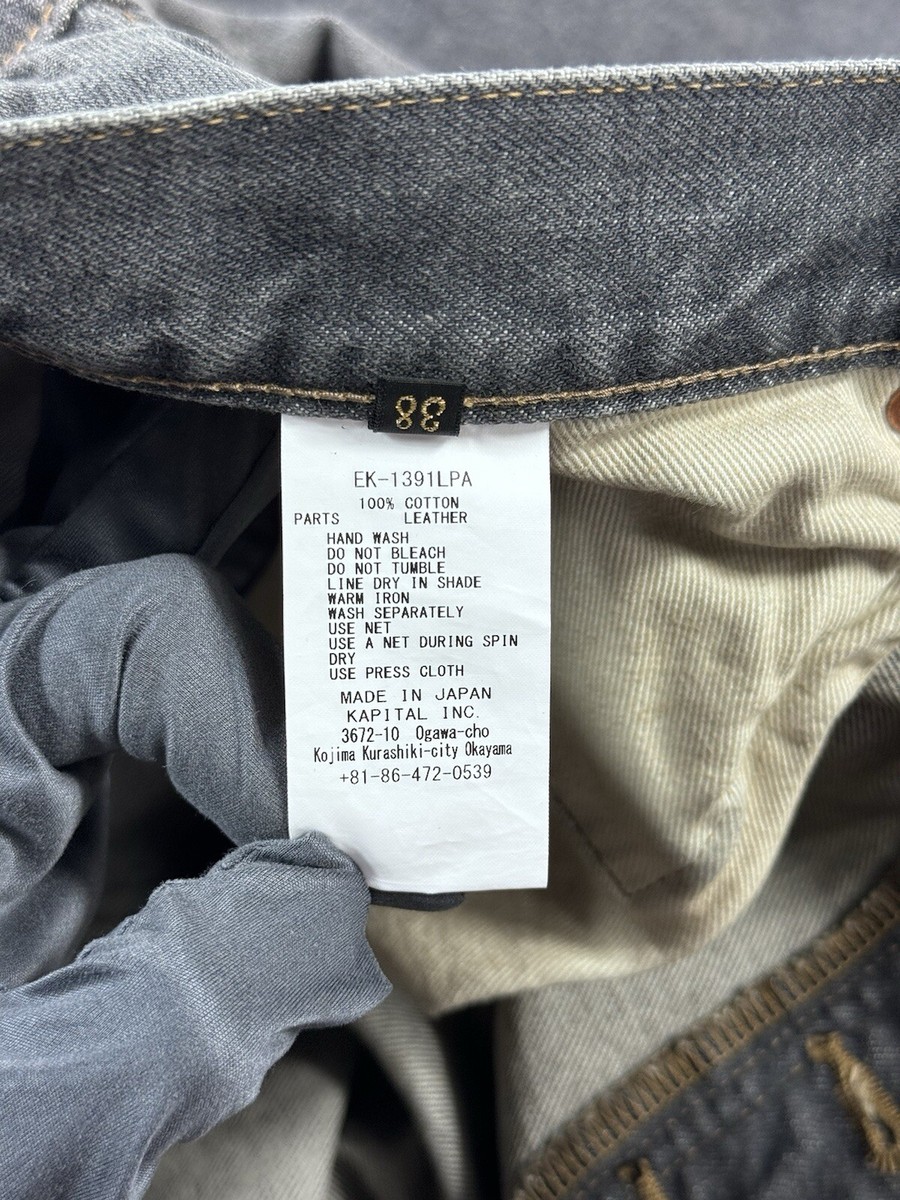 38
EK-1391LPA
100% COTTON
PARTS LEATHER
HAND WASH
DO NOT BLEACH
DO NOT TUMBLE
LINE DRY IN SHADE
WARM IRON
WASH SEPARATELY
USE NET
USE A NET DURING SPIN
DRY
USE PRESS CLOTH
MADE IN JAPAN
KAPITAL INC.
3672-10 Ogawa-cho
Kojima Kurashiki-city Okayama
+81-86-472-0539